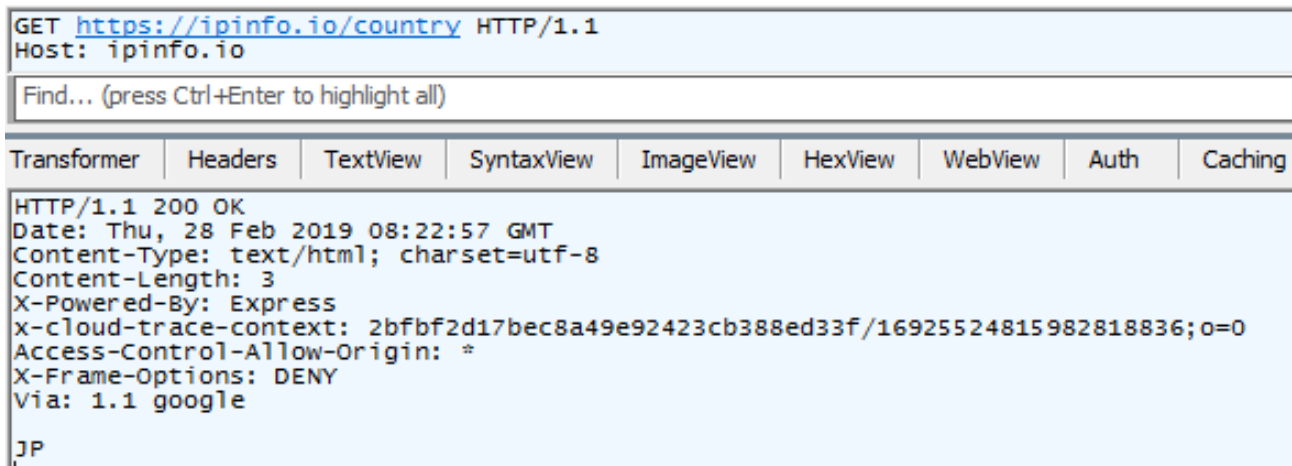 GET https://ipinfo.io/country HTTP/1.1
Host: ipinfo.io
Find... (press Ctrl+Enter to highlight all)
Transformer Headers TextView SyntaxView ImageView HexView WebView Auth Caching
HTTP/1.1 200 OK
Date: Thu, 28 Feb 2019 08:22:57 GMT
Content-Type: text/html; charset=utf-8
Content-Length: 3
X-Powered-By: Express
x-cloud-trace-context: 2bfbf2d17bec8a49e92423cb388ed33f/16925524815982818836;o=0
Access-Control-Allow-Origin: *
X-Frame-Options: DENY
Via: 1.1 google
JP